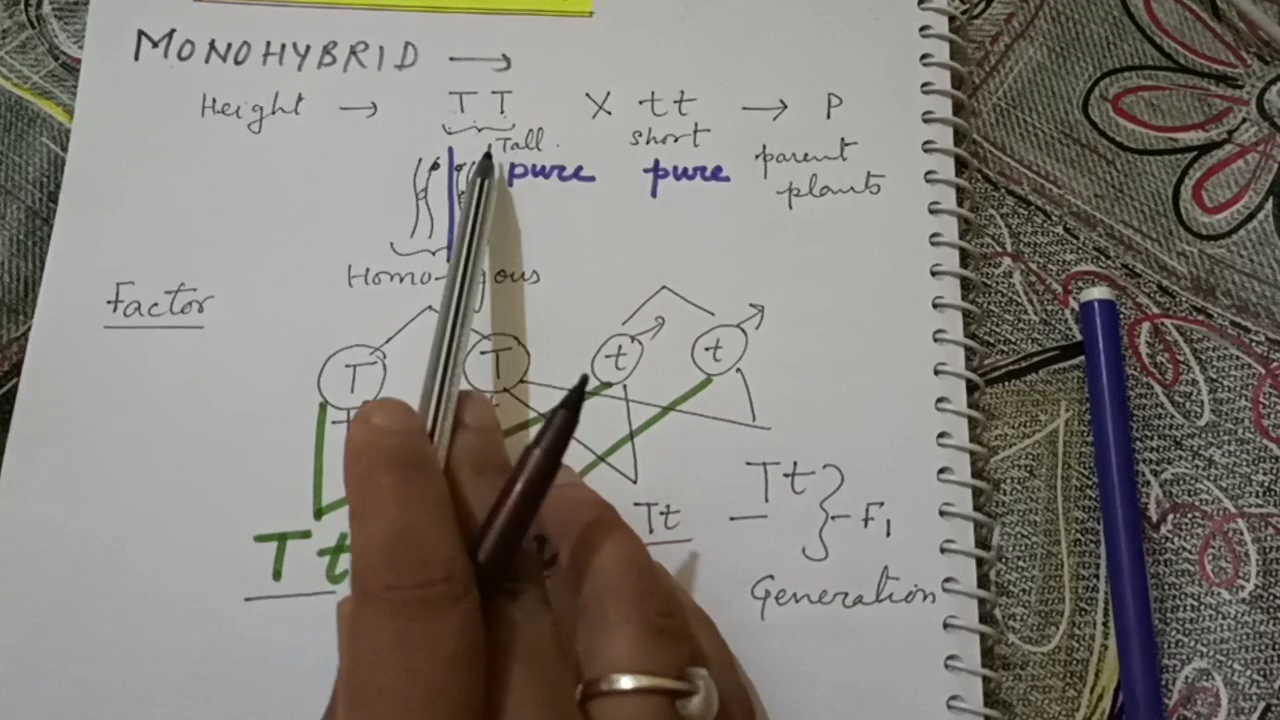 MONOHYBRID →
Height → TT X tt → P
Tall short parent
pure pure plants
Factor
T T t t
Tt Tt Tt } - F1
Generation